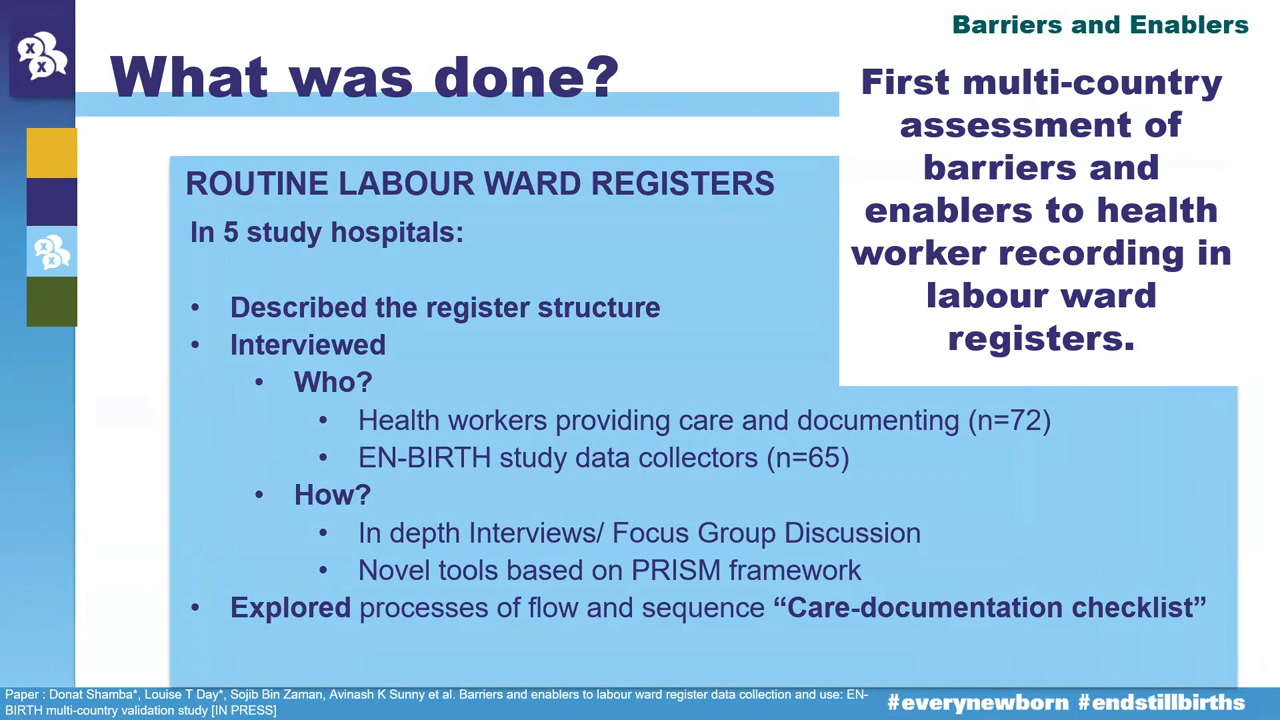 Barriers and Enablers
What was done?
First multi-country
assessment of
barriers and
enablers to health
worker recording in
labour ward
registers.
ROUTINE LABOUR WARD REGISTERS
In 5 study hospitals:
• Described the register structure
• Interviewed
• Who?
• Health workers providing care and documenting (n=72)
• EN-BIRTH study data collectors (n=65)
• How?
• In depth Interviews/ Focus Group Discussion
• Novel tools based on PRISM framework
• Explored processes of flow and sequence “Care-documentation checklist”
Paper : Donat Shamba*, Louise T Day*, Sojib Bin Zaman, Avinash K Sunny et al. Barriers and enablers to labour ward register data collection and use: EN-
BIRTH multi-country validation study [IN PRESS]
#everynewborn #endstillbirths